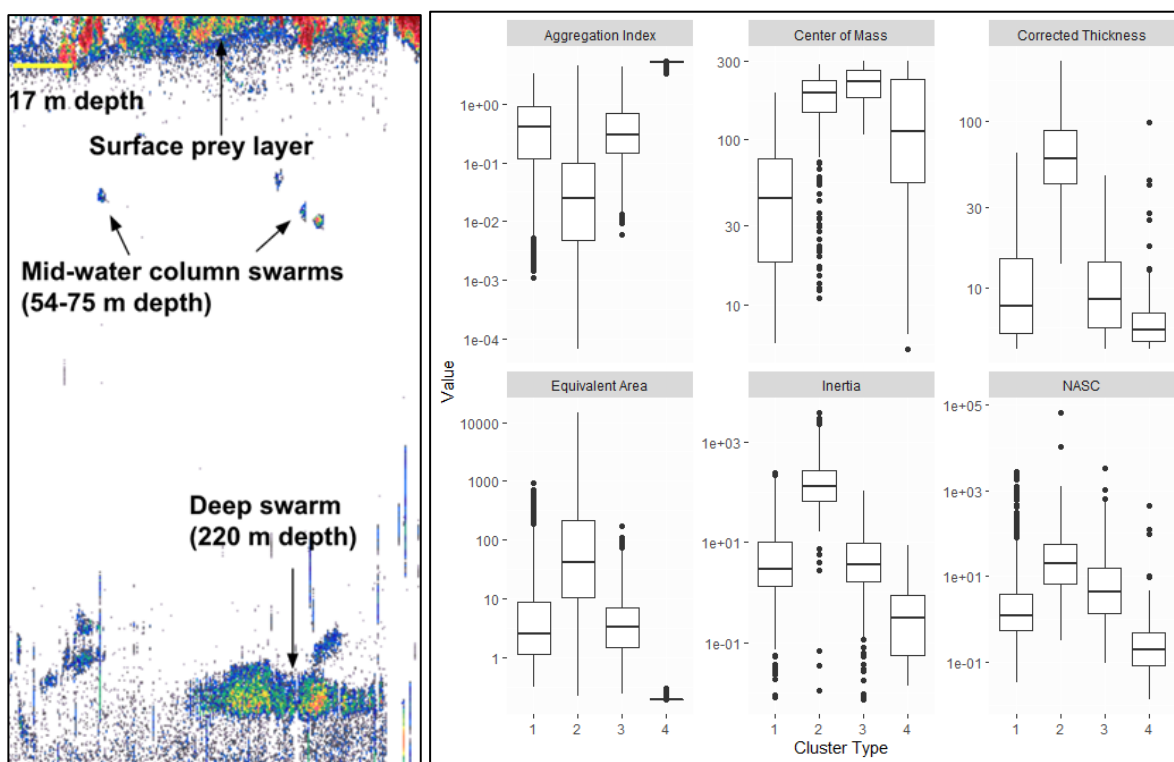 17 m depth
Surface prey layer
Mid-water column swarms
(54-75 m depth)
Deep swarm
(220 m depth)
Value
Aggregation Index
1e+00
1e-01
1e-02
1e-03
1e-04
Center of Mass
300
100
30
10
Corrected Thickness
100
30
10
Equivalent Area
10000
1000
100
10
1
1 2 3 4
Inertia
1e+03
1e+01
1e-01
1 2 3 4
NASC
1e+05
1e+03
1e+01
1e-01
1 2 3 4
Cluster Type